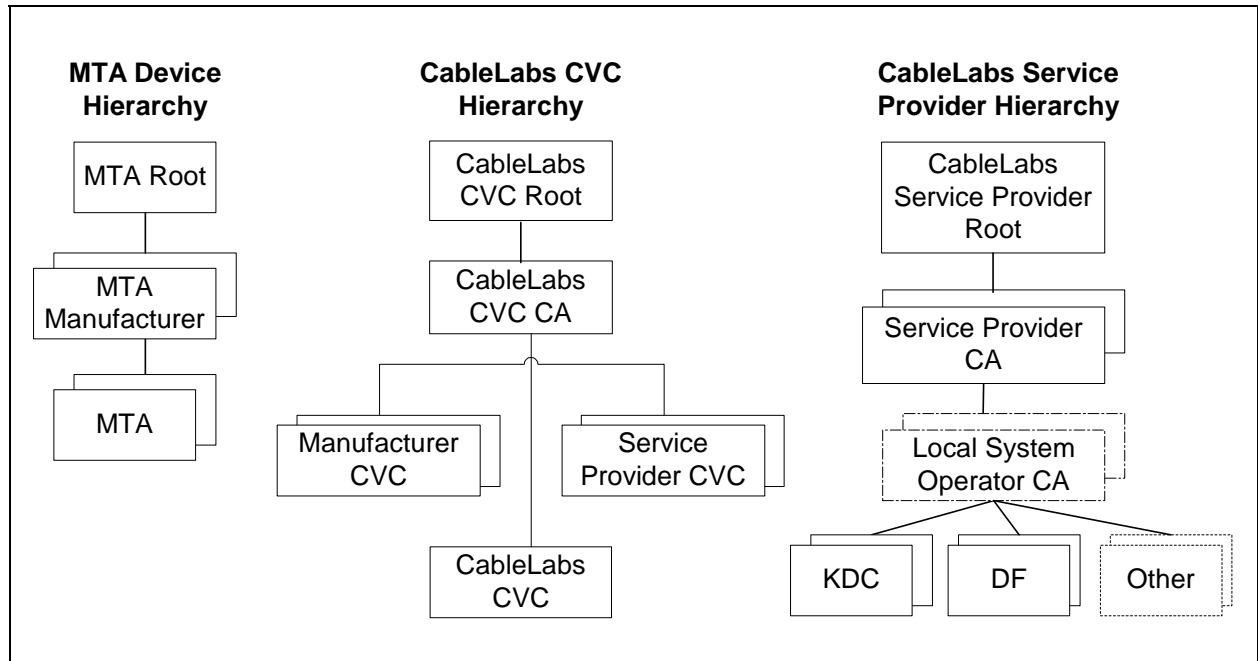 MTA Device
Hierarchy
MTA Root
MTA
Manufacturer
MTA
CableLabs CVC
Hierarchy
CableLabs
CVC Root
CableLabs
CVC CA
Manufacturer
CVC
Service
Provider CVC
CableLabs
CVC
CableLabs Service
Provider Hierarchy
CableLabs
Service Provider
Root
Service Provider
CA
Local System
Operator CA
KDC
DF
Other